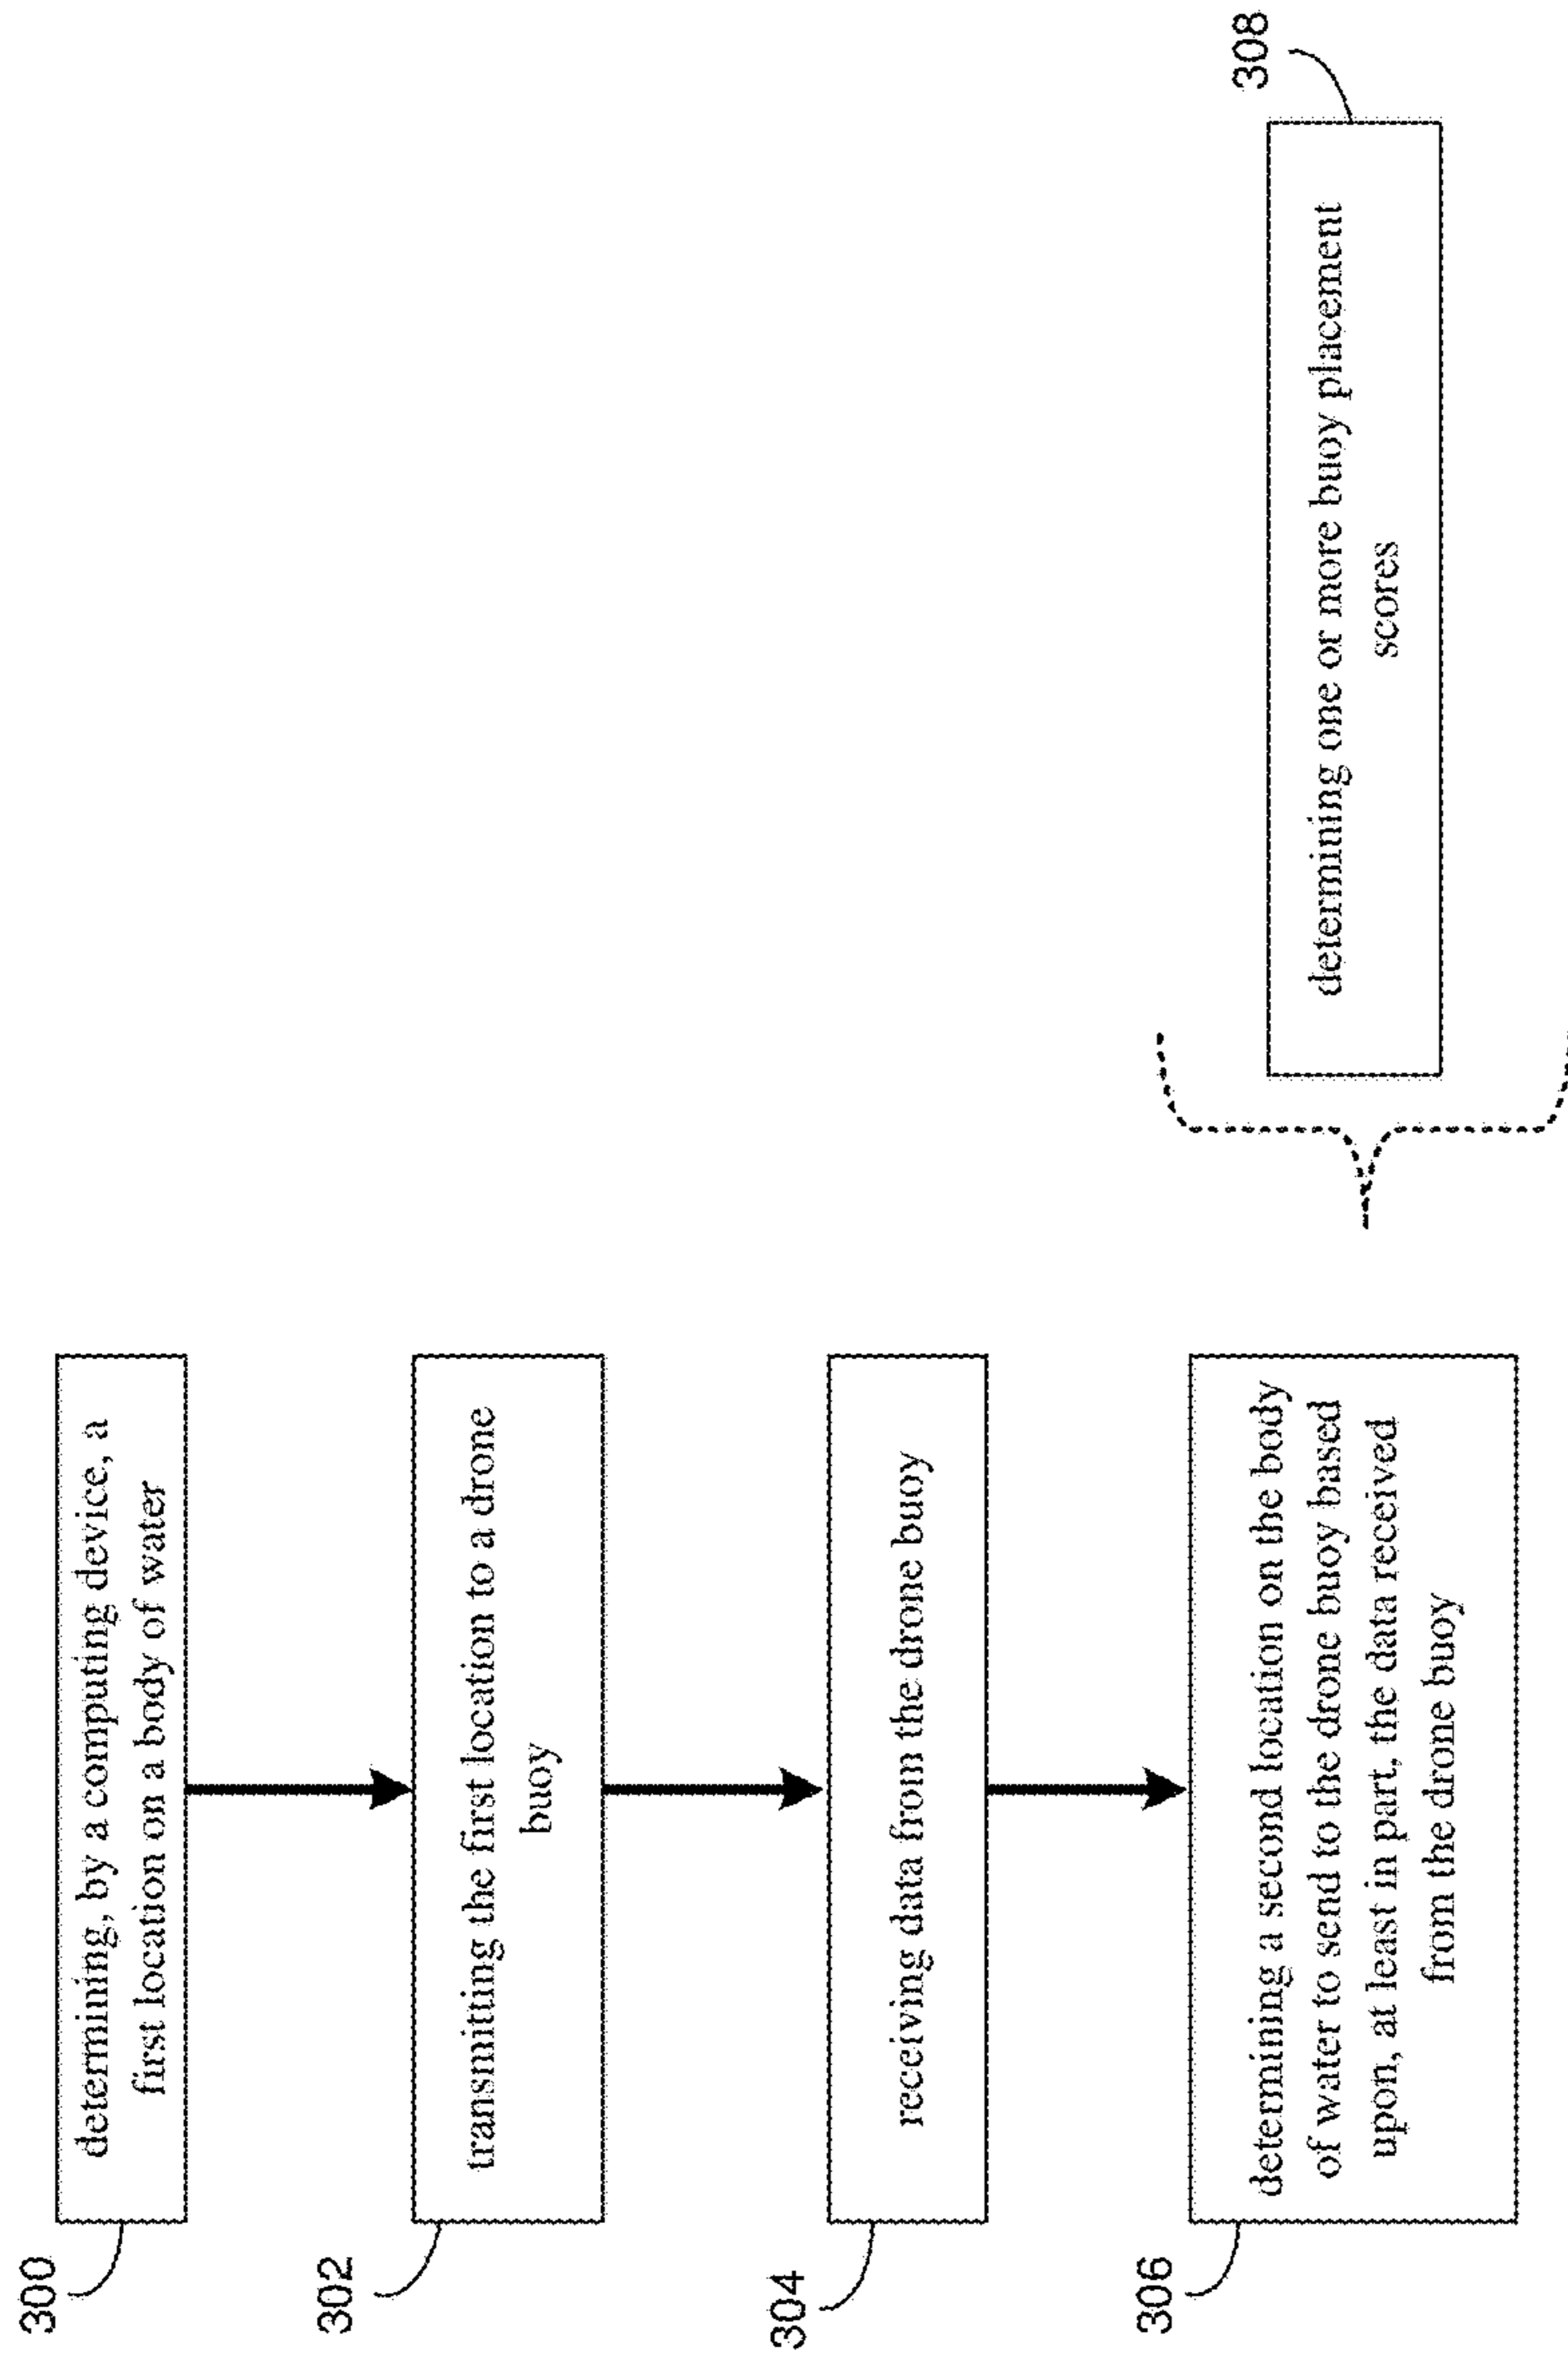 300
determining, by a computing device, a
first location on a body of water
302
transmitting the first location to a drone
buoy
304
receiving data from the drone buoy
306
determining a second location on the body
of water to send to the drone buoy based
upon, at least in part, the data received
from the drone buoy
308
determining one or more buoy placement
scores